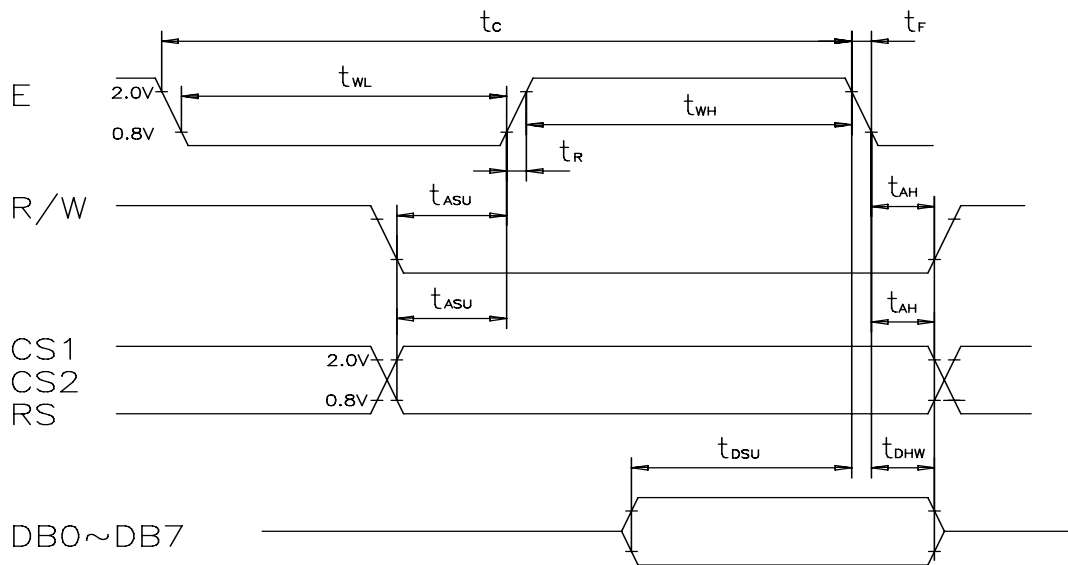 tC
tF
E
2.0V
tWL
tWH
0.8V
tR
R/W
tASU
tAH
tASU
tAH
CS1
2.0V
CS2
0.8V
RS
tDSU
tDHW
DB0~DB7